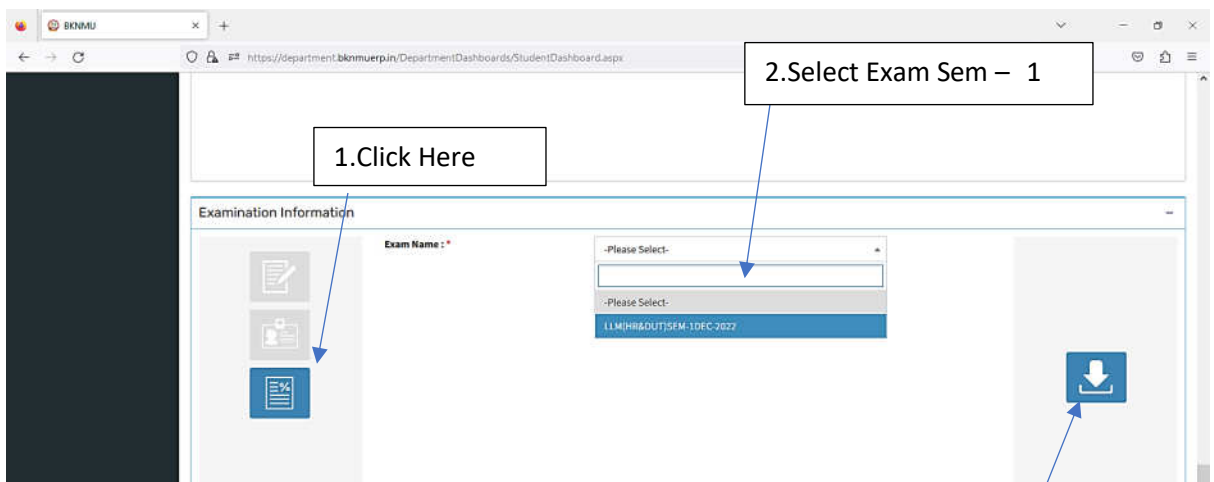 BKNMU
https://department.bknmuerp.in/DepartmentDashboards/StudentDashboard.aspx
2.Select Exam Sem – 1
1.Click Here
Examination Information
Exam Name : *
-Please Select-
-Please Select-
LLM(HR&DUT)SEM-1DEC-2022